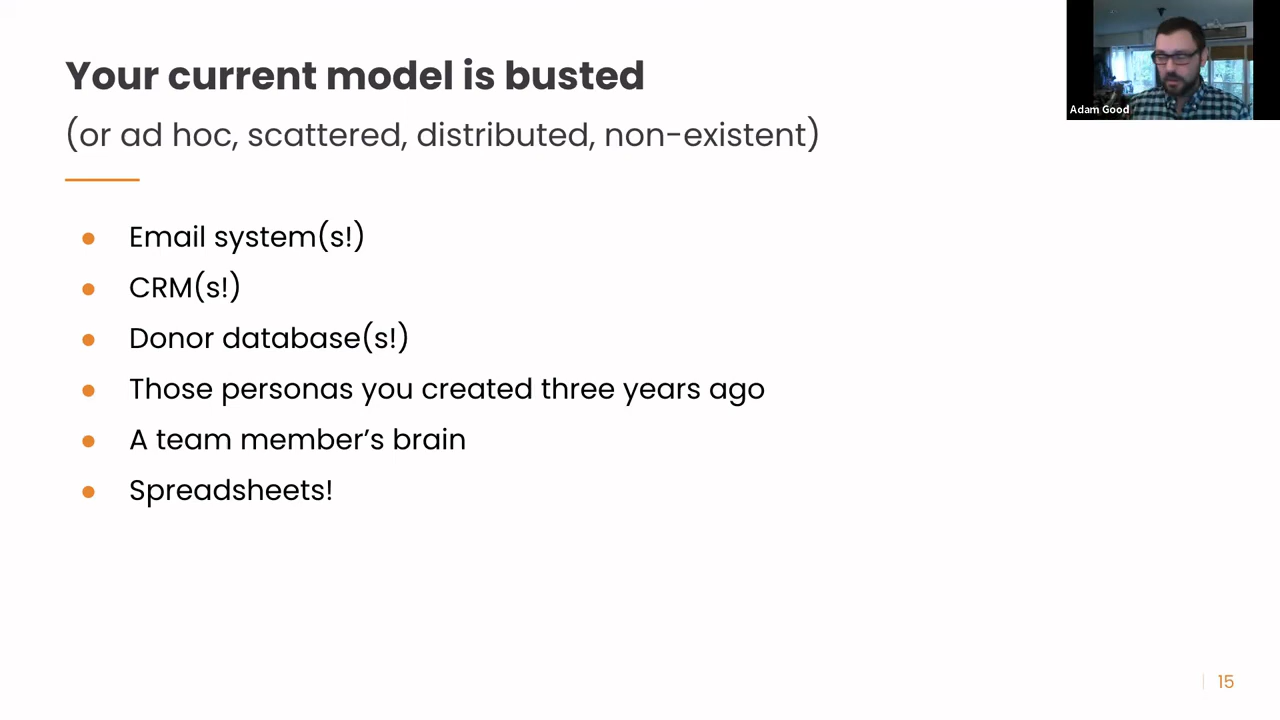 Your current model is busted
(or ad hoc, scattered, distributed, non-existent)
Email system(s!)
CRM(s!)
Donor database(s!)
Those personas you created three years ago
A team member’s brain
Spreadsheets!
Adam Good
15